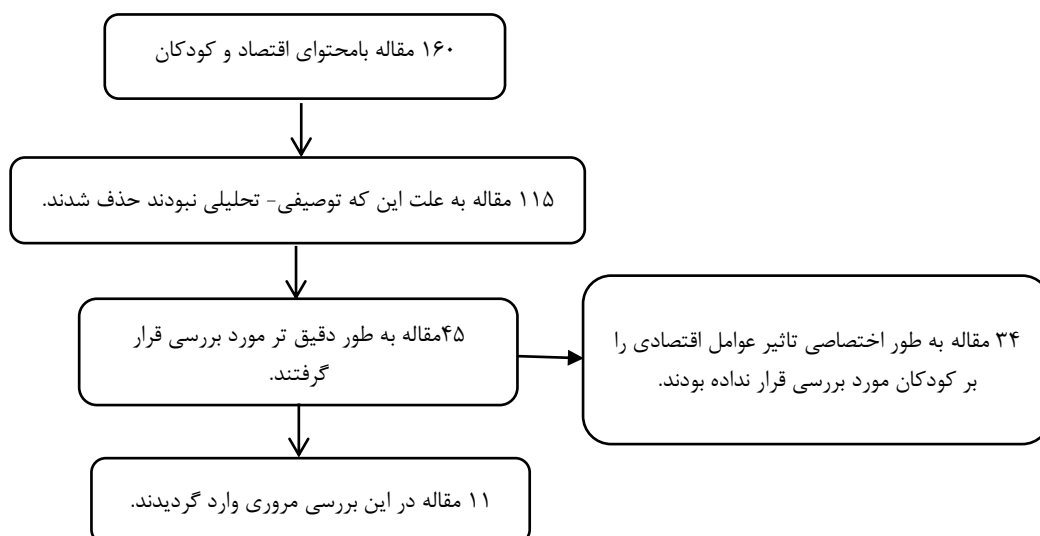 ۱۶۰ مقاله بامحتوای اقتصاد و کودکان
۱۱۵ مقاله به علت این که توصیفی- تحلیلی نبودند حذف شدند.
۴۵مقاله به طور دقیق تر مورد بررسی قرار
گرفتند.
۳۴ مقاله به طور اختصاصی تاثیر عوامل اقتصادی را
بر کودکان مورد بررسی قرار نداده بودند.
۱۱ مقاله در این بررسی مروری وارد گردیدند.